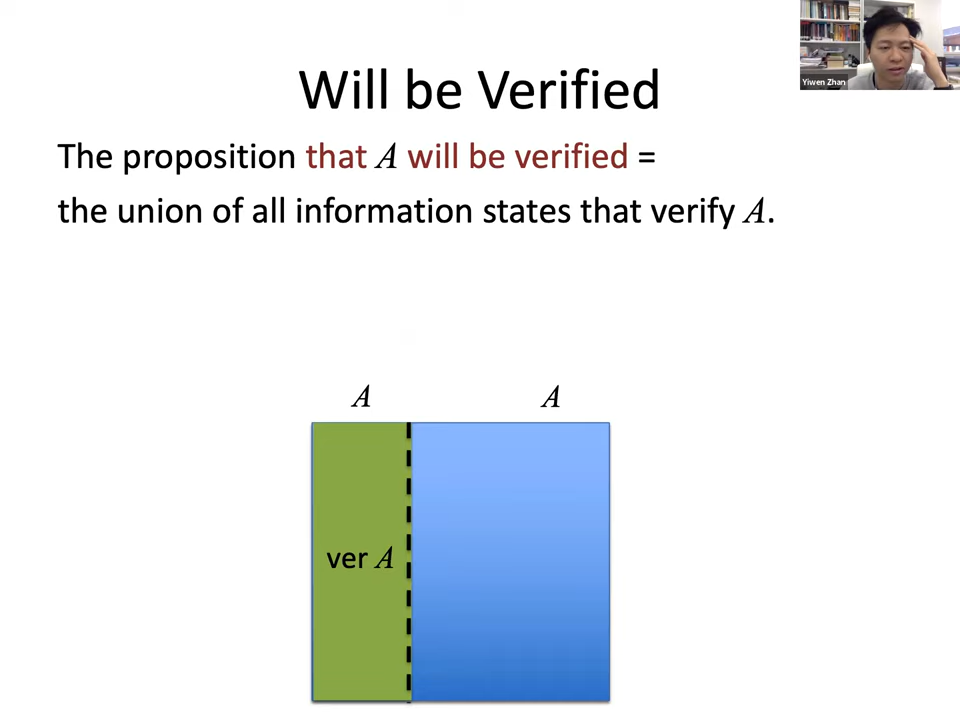 Yiwen Zhan
Will be Verified
The proposition that A will be verified =
the union of all information states that verify A.
A A
ver A